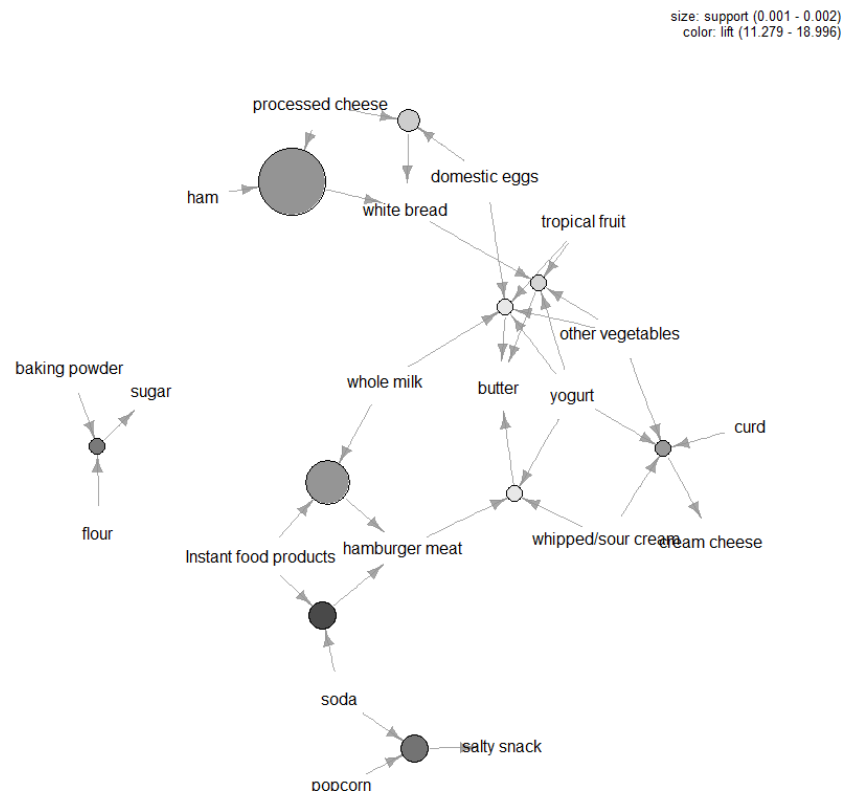 size: support (0.001 - 0.002)
color: lift (11.279 - 18.996)
processed cheese
domestic eggs
ham
white bread
tropical fruit
other vegetables
baking powder
sugar
whole milk
butter
yogurt
curd
flour
Instant food products
hamburger meat
whipped/sour cream
cream cheese
soda
salty snack
popcorn